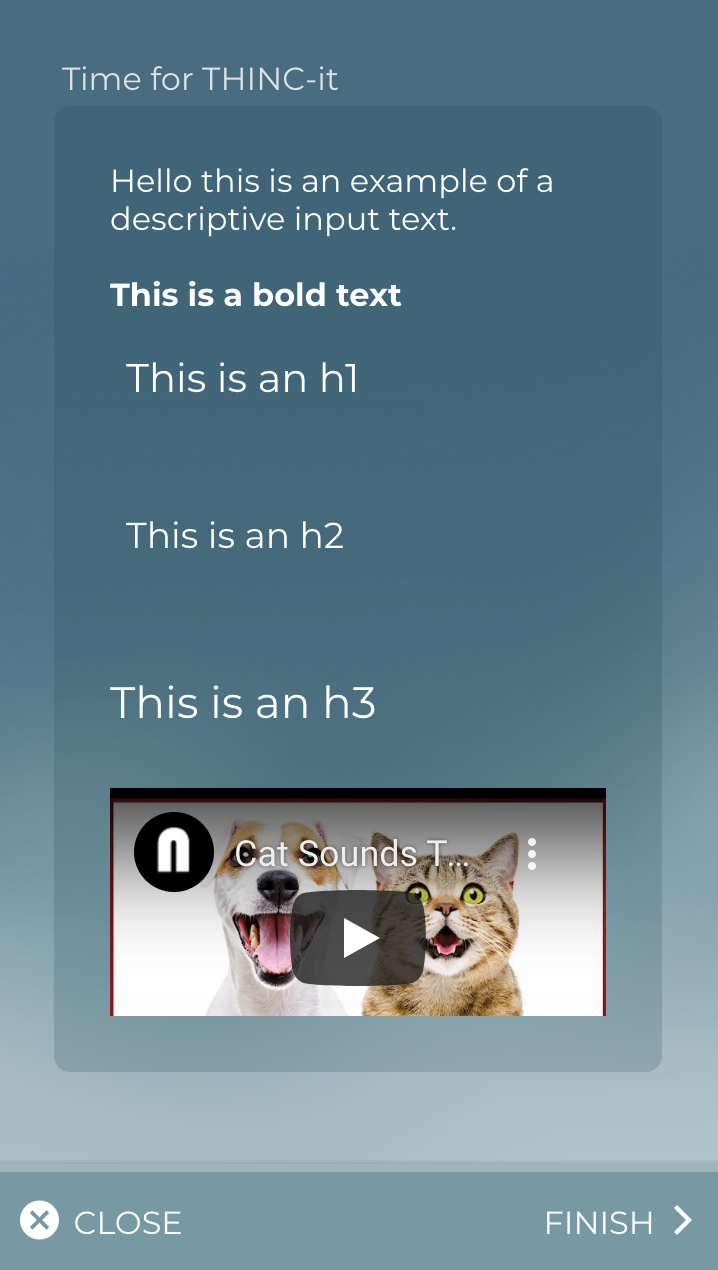 Time for THINC-it
Hello this is an example of a
descriptive input text.
This is a bold text
This is an h1
This is an h2
This is an h3
Cat Sounds T...
CLOSE
FINISH